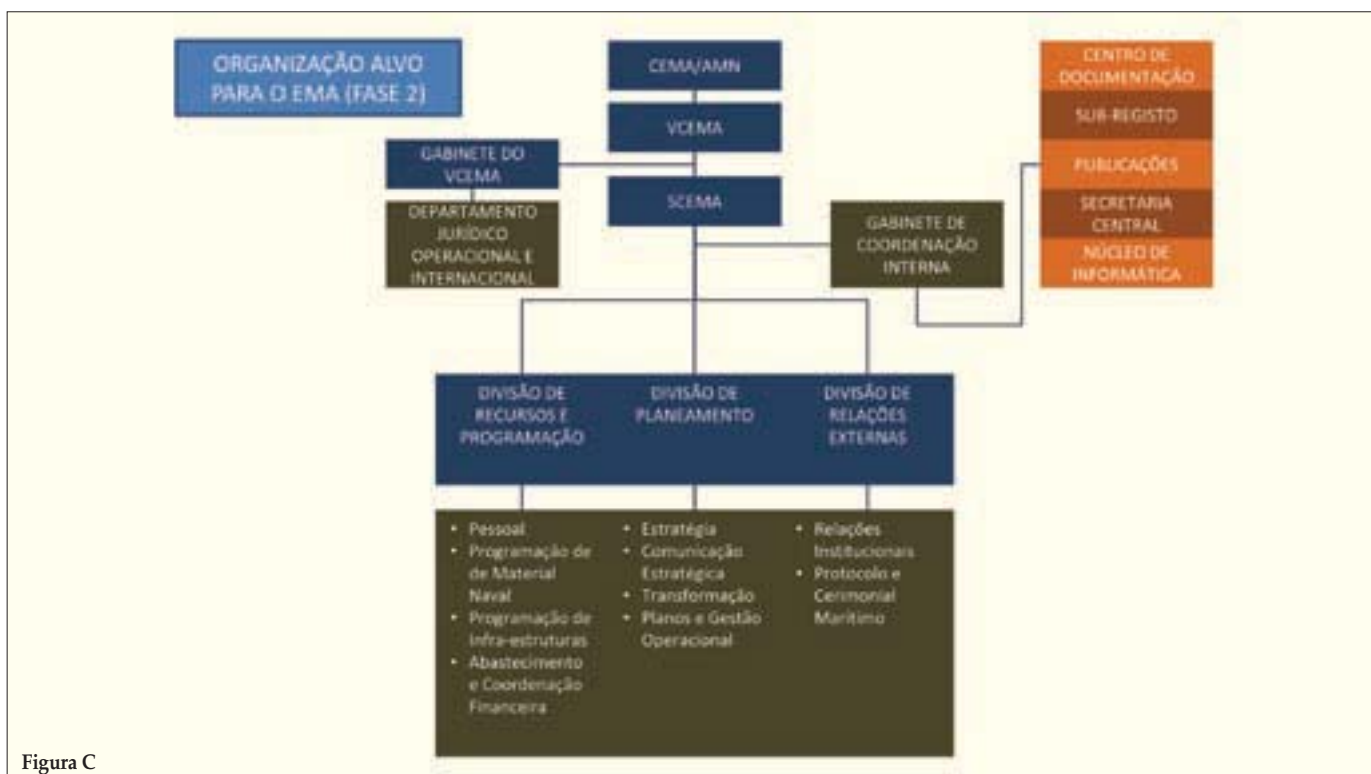 ORGANIZAÇÃO ALVO
PARA O EMA (FASE 2)
CEMA/AMN
VCEMA
GABINETE DO
VCEMA
SCEMA
DEPARTAMENTO
JURÍDICO
OPERACIONAL E
INTERNACIONAL
GABINETE DE
COORDENAÇÃO
INTERNA
CENTRO DE
DOCUMENTAÇÃO
SUB-REGISTO
PUBLICAÇÕES
SECRETARIA
CENTRAL
NÚCLEO DE
INFORMÁTICA
DIVISÃO DE
RECURSOS E
PROGRAMAÇÃO
DIVISÃO DE
PLANEAMENTO
DIVISÃO DE
RELAÇÕES
EXTERNAS
• Pessoal
• Programação de
de Material
Naval
• Programação de
Infra-estruturas
• Abastecimento
e Coordenação
Financeira
• Estratégia
• Comunicação
Estratégica
• Transformação
• Planos e Gestão
Operacional
• Relações
Institucionais
• Protocolo e
Cerimonial
Marítimo
Figura C